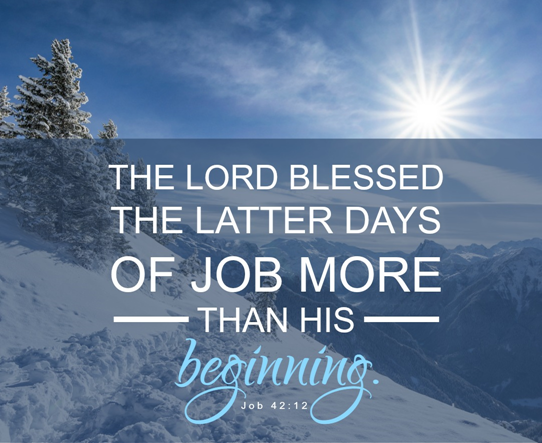 THE LORD BLESSED
THE LATTER DAYS
OF JOB MORE
THAN HIS
beginning.
Job 42:12